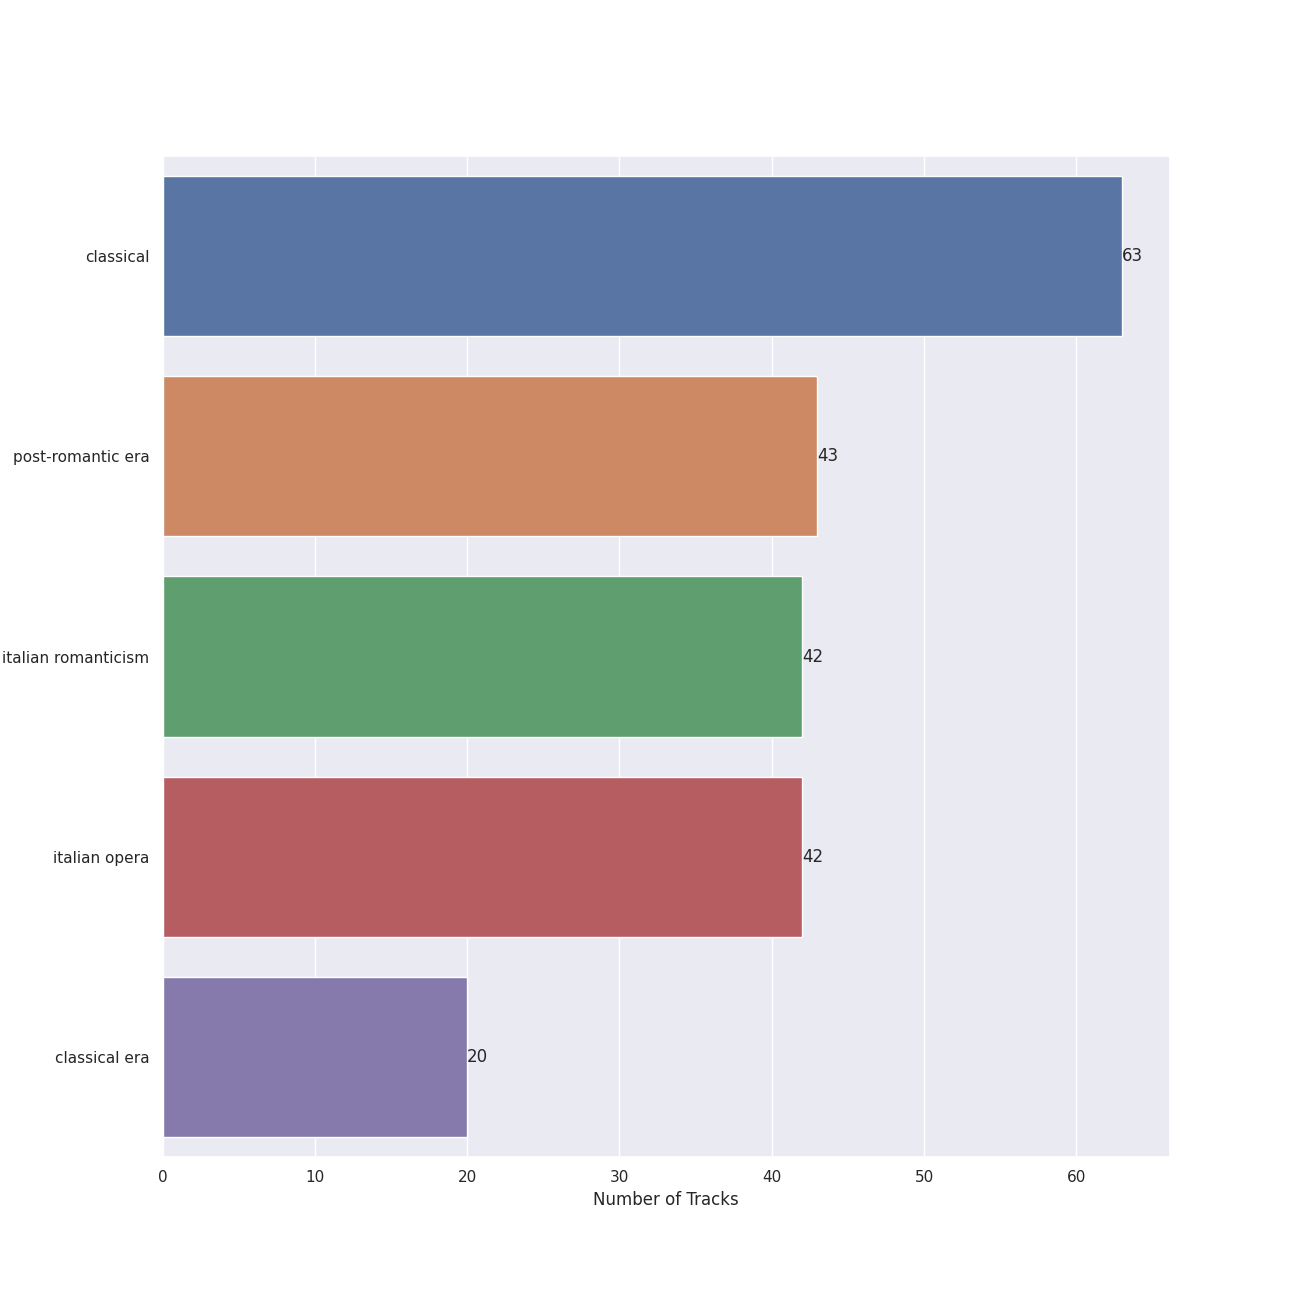 classical
63
post-romantic era
43
italian romanticism
42
italian opera
42
classical era
20
0 10 20 30 40 50 60
Number of Tracks